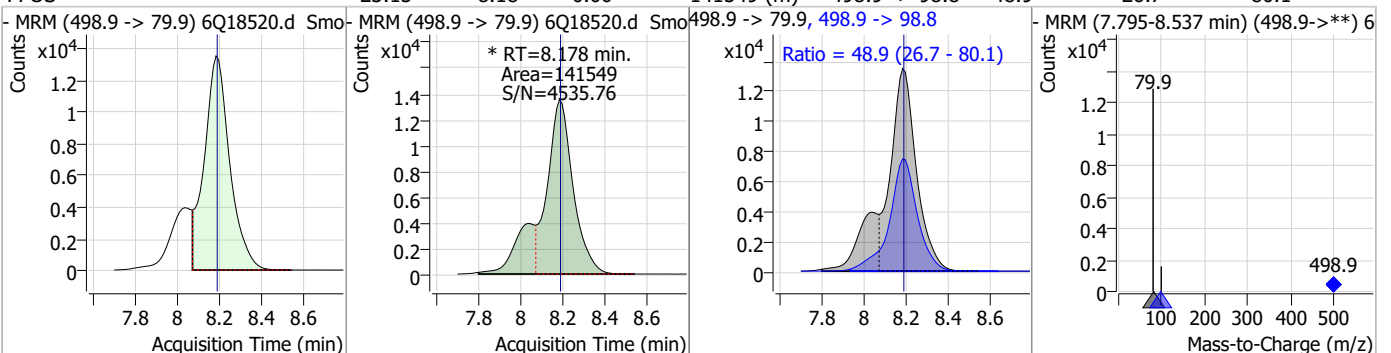 - MRM (498.9 -> 79.9) 6Q18520.d Smo
Counts
x10⁴
1.2
1
0.8
0.6
0.4
0.2
0
7.8 8 8.2 8.4 8.6
Acquisition Time (min)
- MRM (498.9 -> 79.9) 6Q18520.d Smo
Counts
x10⁴
* RT=8.178 min.
Area=141549
S/N=4535.76
1.4
1.2
1
0.8
0.6
0.4
0.2
0
7.8 8 8.2 8.4 8.6
Acquisition Time (min)
498.9 -> 79.9, 498.9 -> 98.8
Counts
x10⁴
Ratio = 48.9 (26.7 - 80.1)
1.2
1
0.8
0.6
0.4
0.2
0
7.8 8 8.2 8.4 8.6
Acquisition Time (min)
- MRM (7.795-8.537 min) (498.9->**) 6
Counts
x10⁴
79.9
1.2
1
0.8
0.6
0.4
0.2
0
498.9
100 200 300 400 500
Mass-to-Charge (m/z)